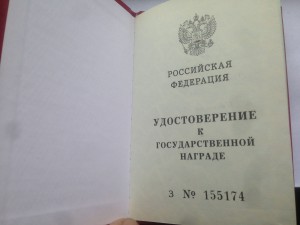 РОССИЙСКАЯ
ФЕДЕРАЦИЯ
УДОСТОВЕРЕНИЕ
К
ГОСУДАРСТВЕННОЙ
НАГРАДЕ
З № 155174